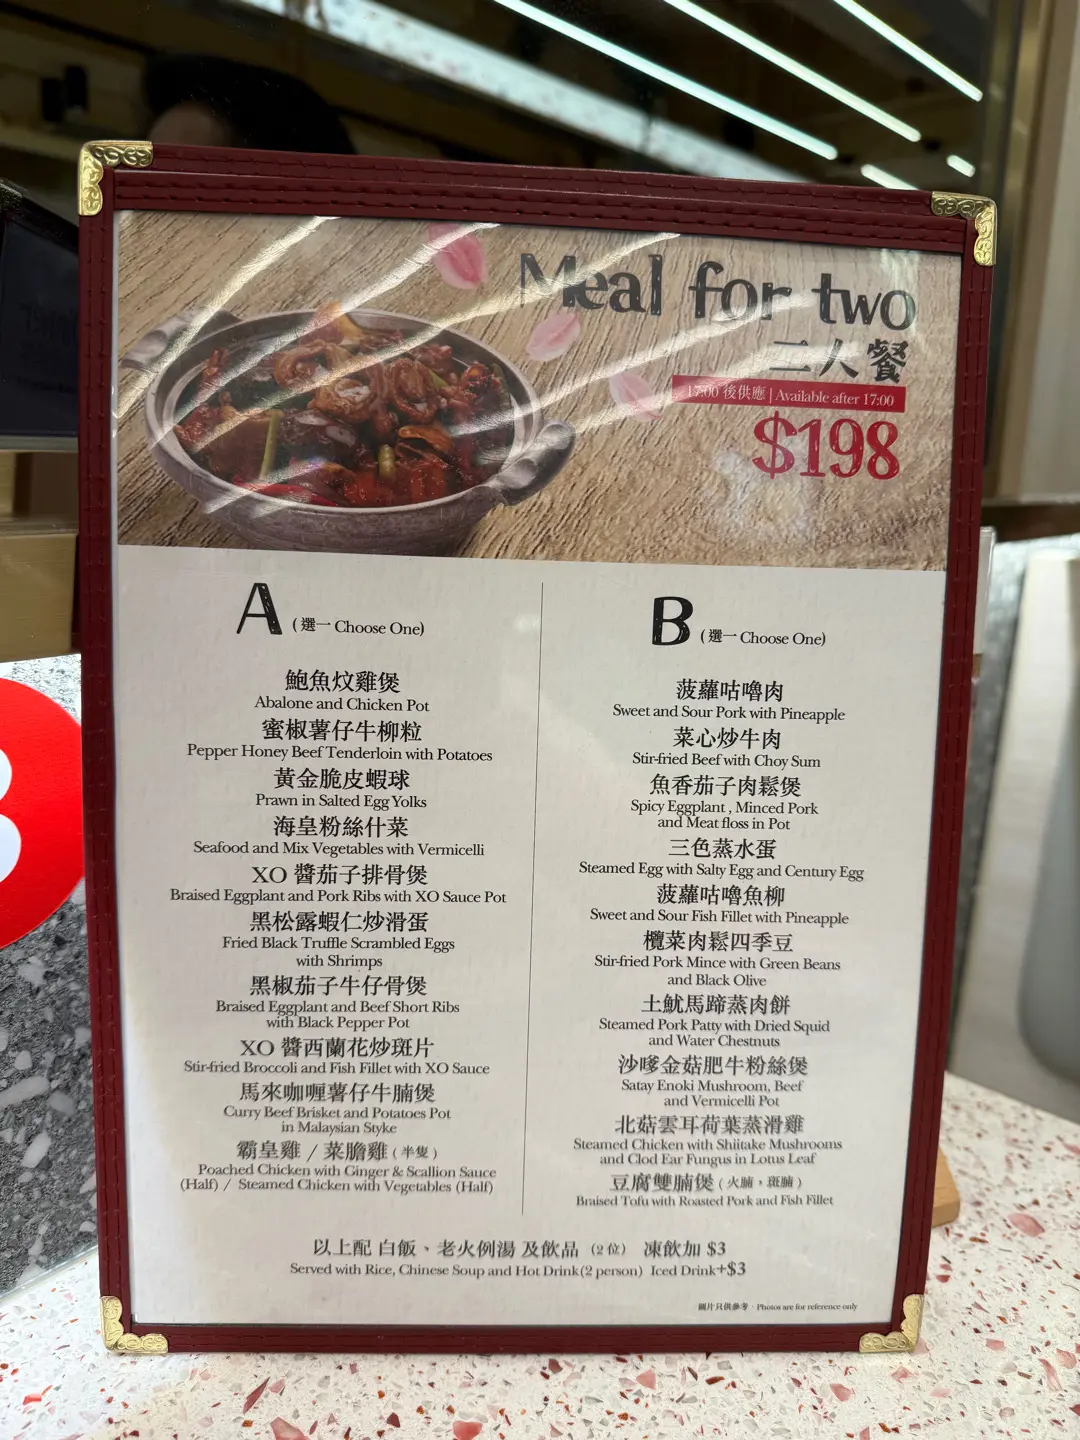 Meal for two
二人餐
17:00 後供應 | Available after 17:00
$198
A (選一 Choose One)
鮑魚炆雞煲
Abalone and Chicken Pot
蜜椒薯仔牛柳粒
Pepper Honey Beef Tenderloin with Potatoes
黃金脆皮蝦球
Prawn in Salted Egg Yolks
海皇粉絲什菜
Seafood and Mix Vegetables with Vermicelli
XO 醬茄子排骨煲
Braised Eggplant and Pork Ribs with XO Sauce Pot
黑松露蝦仁炒滑蛋
Fried Black Truffle Scrambled Eggs
with Shrimps
黑椒茄子牛仔骨煲
Braised Eggplant and Beef Short Ribs
with Black Pepper Pot
XO 醬西蘭花炒斑片
Stir-fried Broccoli and Fish Fillet with XO Sauce
馬來咖喱薯仔牛腩煲
Curry Beef Brisket and Potatoes Pot
in Malaysian Styke
霸皇雞 / 菜膽雞 (半隻)
Poached Chicken with Ginger & Scallion Sauce
(Half) / Steamed Chicken with Vegetables (Half)
B (選一 Choose One)
菠蘿咕嚕肉
Sweet and Sour Pork with Pineapple
菜心炒牛肉
Stir-fried Beef with Choy Sum
魚香茄子肉鬆煲
Spicy Eggplant , Minced Pork
and Meat floss in Pot
三色蒸水蛋
Steamed Egg with Salty Egg and Century Egg
菠蘿咕嚕魚柳
Sweet and Sour Fish Fillet with Pineapple
欖菜肉鬆四季豆
Stir-fried Pork Mince with Green Beans
and Black Olive
土魷馬蹄蒸肉餅
Steamed Pork Patty with Dried Squid
and Water Chestnuts
沙嗲金菇肥牛粉絲煲
Satay Enoki Mushroom, Beef
and Vermicelli Pot
北菇雲耳荷葉蒸滑雞
Steamed Chicken with Shiitake Mushrooms
and Clod Ear Fungus in Lotus Leaf
豆腐雙腩煲 (火腩，斑腩)
Braised Tofu with Roasted Pork and Fish Fillet
以上配 白飯、老火例湯 及飲品 (2位) 凍飲加 $3
Served with Rice, Chinese Soup and Hot Drink(2 person) Iced Drink+$3
圖片只供參考 · Photos are for reference only